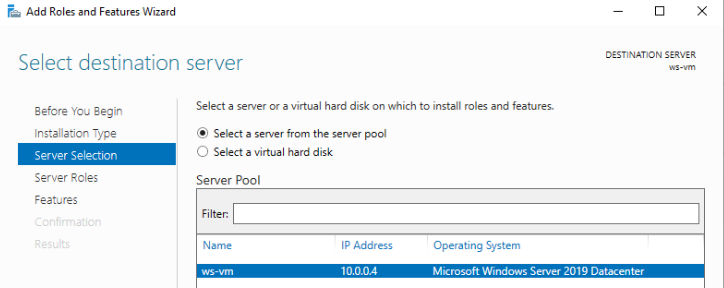 Add Roles and Features Wizard
Select destination server
DESTINATION SERVER
ws-vm
Before You Begin
Installation Type
Server Selection
Server Roles
Features
Confirmation
Results
Select a server or a virtual hard disk on which to install roles and features.
Select a server from the server pool
Select a virtual hard disk
Server Pool
Filter:
Name IP Address Operating System
ws-vm 10.0.0.4 Microsoft Windows Server 2019 Datacenter